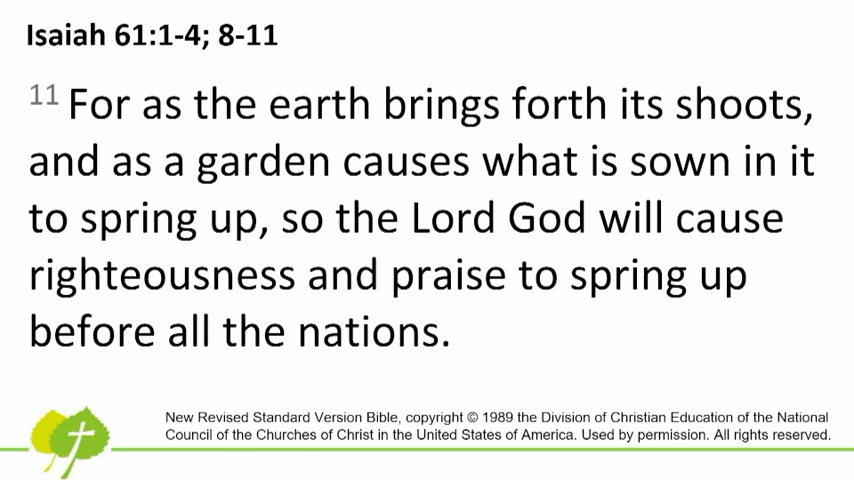 Isaiah 61:1-4; 8-11
11 For as the earth brings forth its shoots,
and as a garden causes what is sown in it
to spring up, so the Lord God will cause
righteousness and praise to spring up
before all the nations.
New Revised Standard Version Bible, copyright © 1989 the Division of Christian Education of the National
Council of the Churches of Christ in the United States of America. Used by permission. All rights reserved.